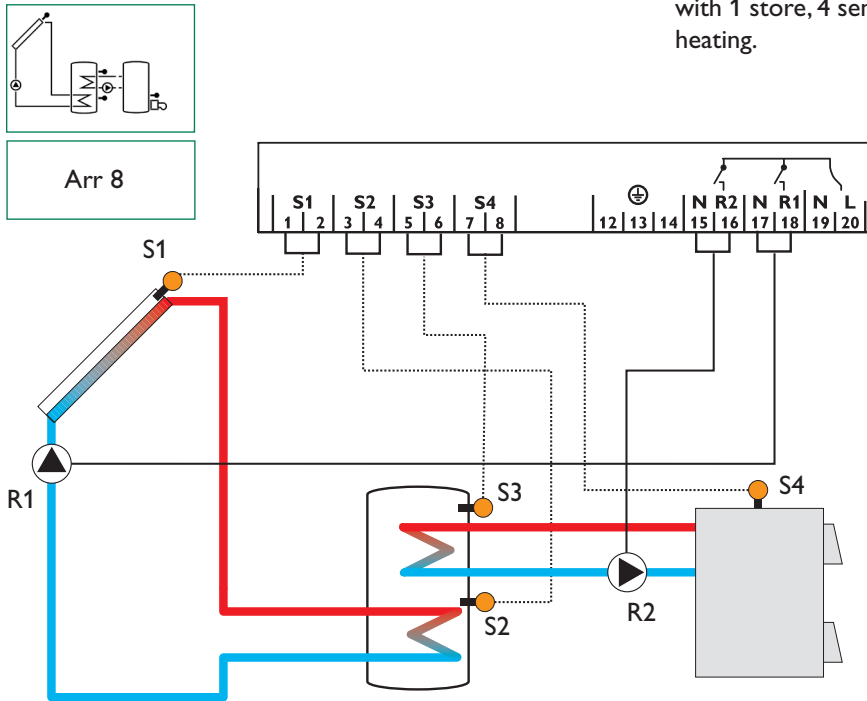 with 1 store, 4
heating.
Arr 8
S1 S2 S3 S4 N R2 N R1 N L
1 2 3 4 5 6 7 8 12 13 14 15 16 17 18 19 20
S1
S3
S4
R1
S2
R2